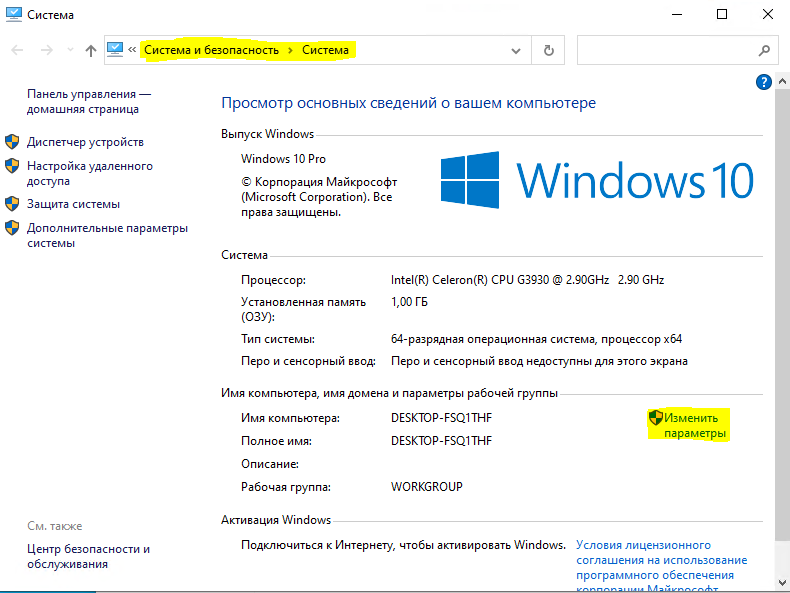 Система
« Система и безопасность › Система
Панель управления —
домашняя страница
Диспетчер устройств
Настройка удаленного
доступа
Защита системы
Дополнительные параметры
системы
См. также
Центр безопасности и
обслуживания
?
Просмотр основных сведений о вашем компьютере
Выпуск Windows
Windows 10 Pro
© Корпорация Майкрософт
(Microsoft Corporation). Все
права защищены.
Windows 10
Система
Процессор: Intel(R) Celeron(R) CPU G3930 @ 2.90GHz 2.90 GHz
Установленная память 1,00 ГБ
(ОЗУ):
Тип системы: 64-разрядная операционная система, процессор x64
Перо и сенсорный ввод: Перо и сенсорный ввод недоступны для этого экрана
Имя компьютера, имя домена и параметры рабочей группы
Имя компьютера: DESKTOP-FSQ1THF
Изменить
параметры
Полное имя: DESKTOP-FSQ1THF
Описание:
Рабочая группа: WORKGROUP
Активация Windows
Подключиться к Интернету, чтобы активировать Windows.
Условия лицензионного
соглашения на использование
программного обеспечения
корпорации Майкрософт